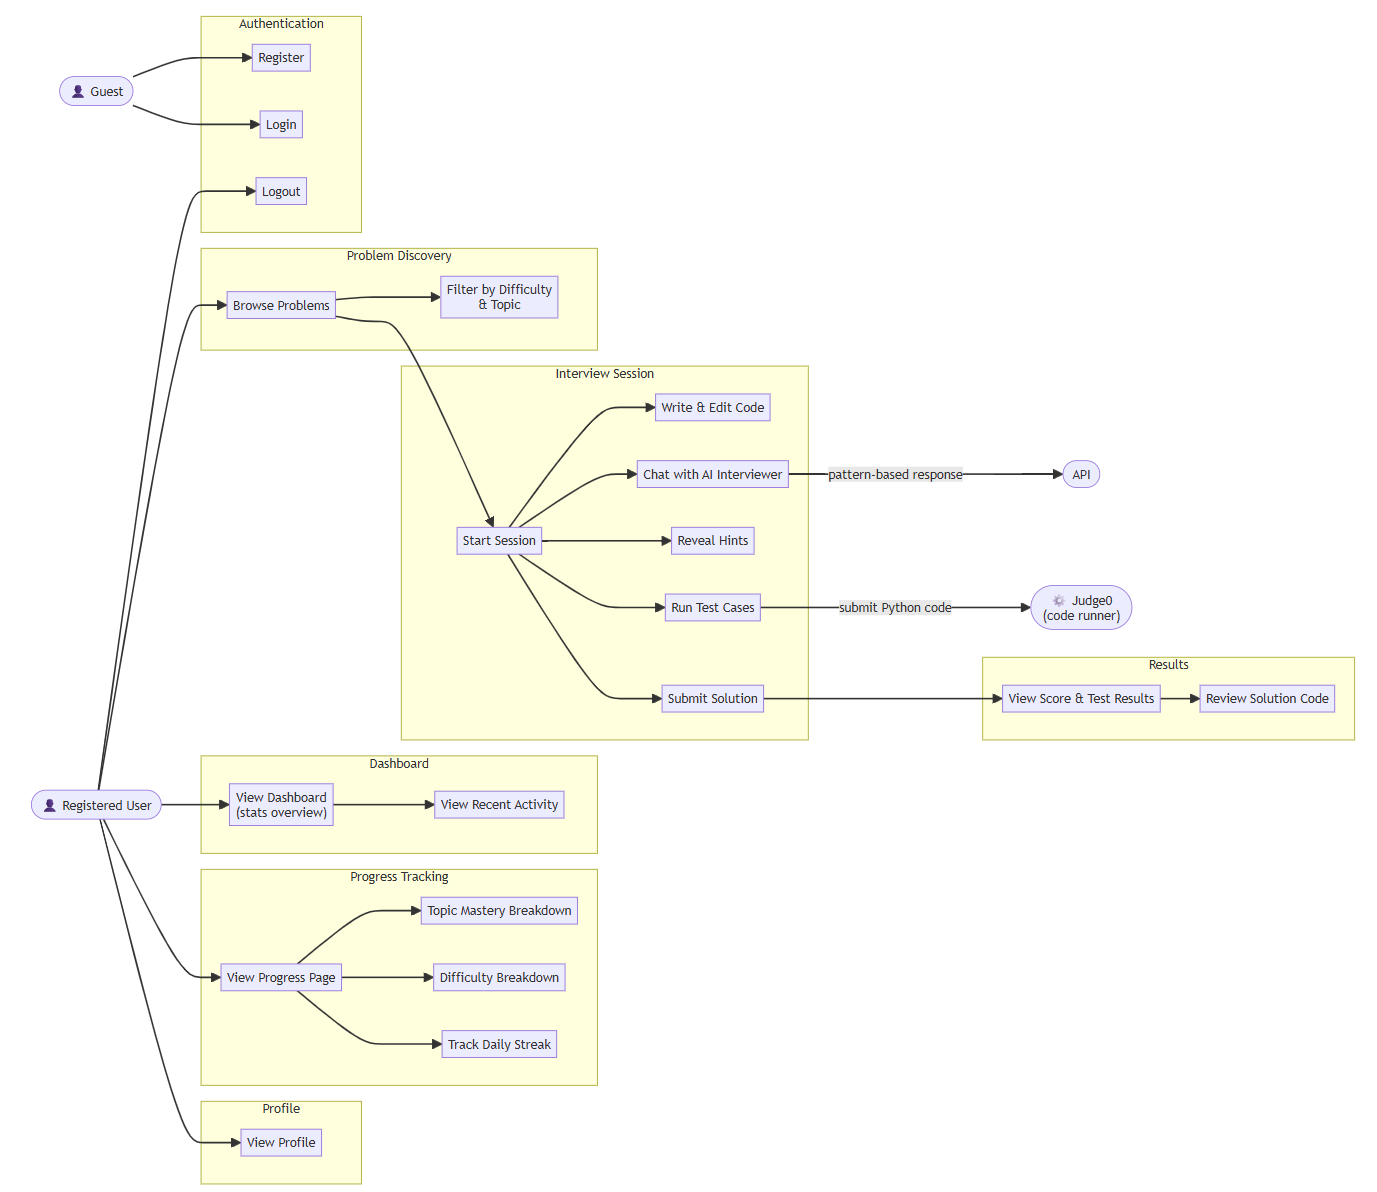 Authentication
Register
Guest
Login
Logout
Problem Discovery
Browse Problems
Filter by Difficulty
& Topic
Interview Session
Write & Edit Code
Chat with AI Interviewer
pattern-based response
API
Start Session
Reveal Hints
Run Test Cases
submit Python code
Judge0
(code runner)
Results
Submit Solution
View Score & Test Results
Review Solution Code
Dashboard
Registered User
View Dashboard
(stats overview)
View Recent Activity
Progress Tracking
Topic Mastery Breakdown
View Progress Page
Difficulty Breakdown
Track Daily Streak
Profile
View Profile